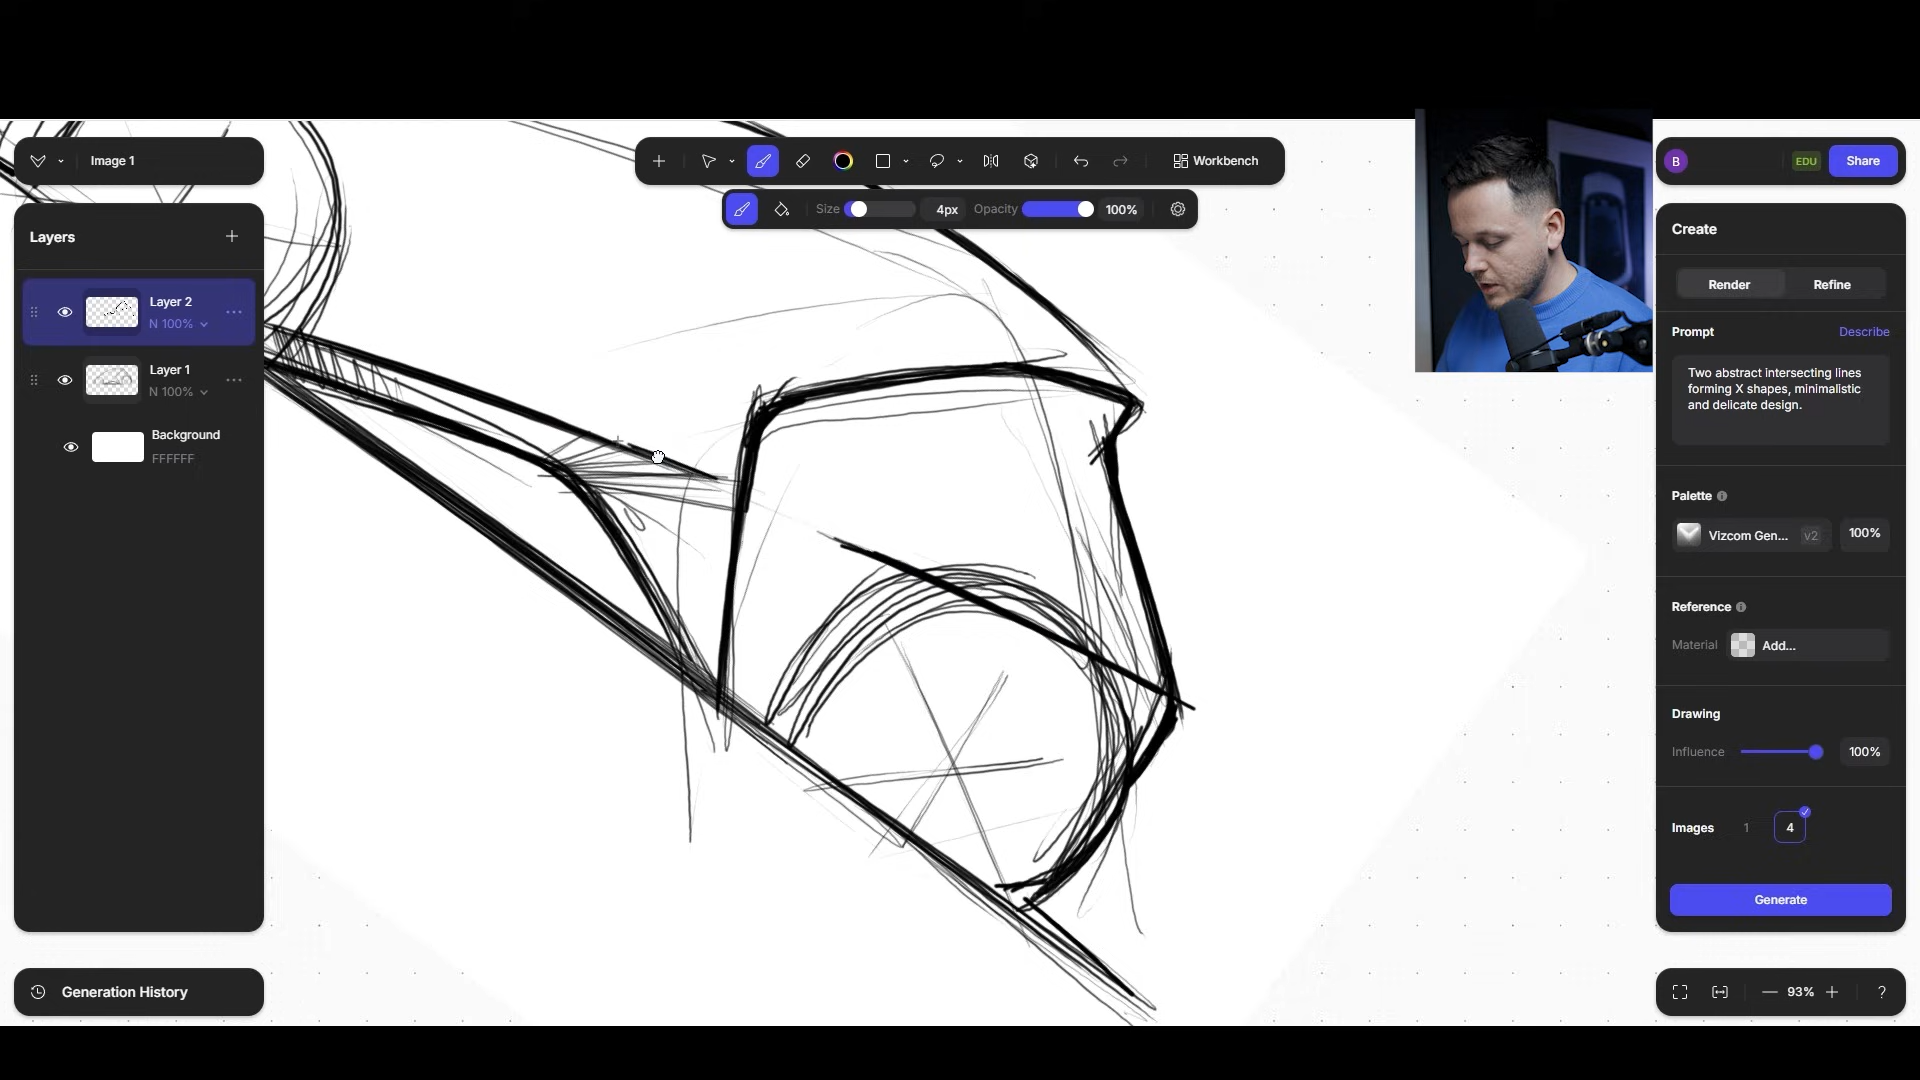 Image 1
Workbench
B
EDU
Share
Size
4px
Opacity
100%
Layers
Layer 2
N 100%
Layer 1
N 100%
Background
FFFFFF
Generation History
Create
Render
Refine
Prompt
Describe
Two abstract intersecting lines
forming X shapes, minimalistic
and delicate design.
Palette
Vizcom Gen...
v2
100%
Reference
Material
Add...
Drawing
Influence
100%
Images
1
4
Generate
93%
?